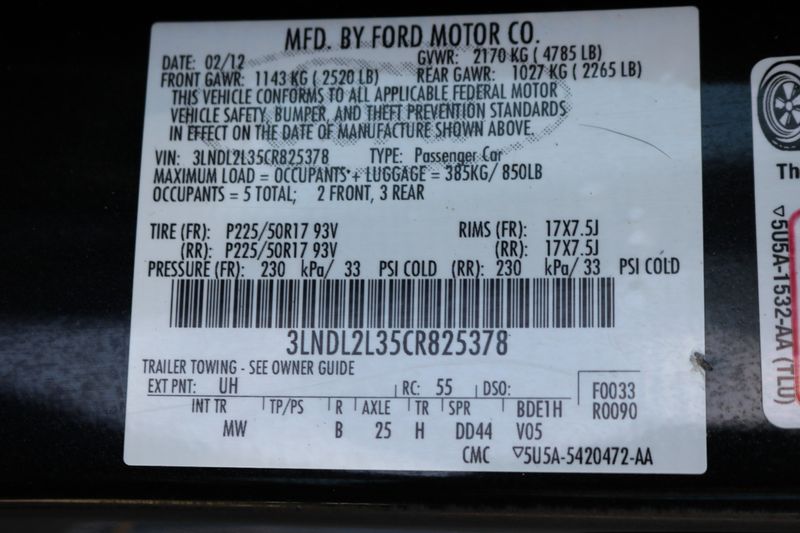 MFD. BY FORD MOTOR CO.
DATE: 02/12 GVWR: 2170 KG ( 4785 LB)
FRONT GAWR: 1143 KG ( 2520 LB) REAR GAWR: 1027 KG ( 2265 LB)
THIS VEHICLE CONFORMS TO ALL APPLICABLE FEDERAL MOTOR
VEHICLE SAFETY, BUMPER, AND THEFT PREVENTION STANDARDS
IN EFFECT ON THE DATE OF MANUFACTURE SHOWN ABOVE.
VIN: 3LNDL2L35CR825378 TYPE: Passenger Car
MAXIMUM LOAD = OCCUPANTS + LUGGAGE = 385KG/ 850LB
OCCUPANTS = 5 TOTAL; 2 FRONT, 3 REAR
TIRE (FR): P225/50R17 93V RIMS (FR): 17X7.5J
(RR): P225/50R17 93V (RR): 17X7.5J
PRESSURE (FR): 230 kPa/ 33 PSI COLD (RR): 230 kPa/ 33 PSI COLD
3LNDL2L35CR825378
TRAILER TOWING - SEE OWNER GUIDE
EXT PNT: UH RC: 55 DSO: F0033
INT TR TP/PS R AXLE TR SPR BDE1H R0090
MW B 25 H DD44 V05
CMC ▽5U5A-5420472-AA
Th
▽5U5A-1532-AA (TLU)